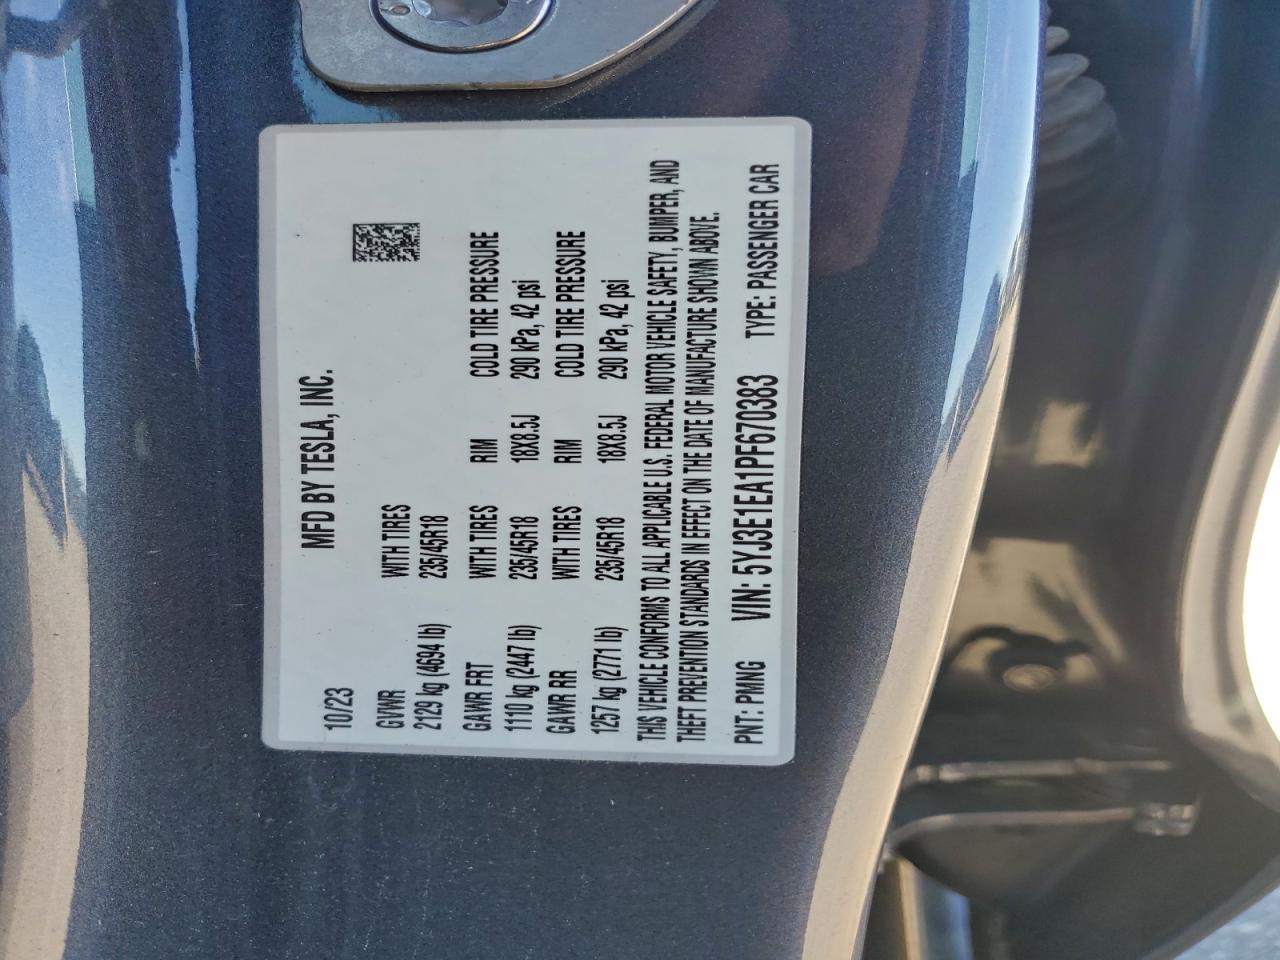 MFD BY TESLA, INC.
10/23
GVWR WITH TIRES
2129 kg (4694 lb) 235/45R18
GAWR FRT WITH TIRES RIM COLD TIRE PRESSURE
1110 kg (2447 lb) 235/45R18 18X8.5J 290 kPa, 42 psi
GAWR RR WITH TIRES RIM COLD TIRE PRESSURE
1257 kg (2771 lb) 235/45R18 18X8.5J 290 kPa, 42 psi
THIS VEHICLE CONFORMS TO ALL APPLICABLE U.S. FEDERAL MOTOR VEHICLE SAFETY, BUMPER, AND
THEFT PREVENTION STANDARDS IN EFFECT ON THE DATE OF MANUFACTURE SHOWN ABOVE.
PNT: PMNG VIN: 5YJ3E1EA1PF670383 TYPE: PASSENGER CAR